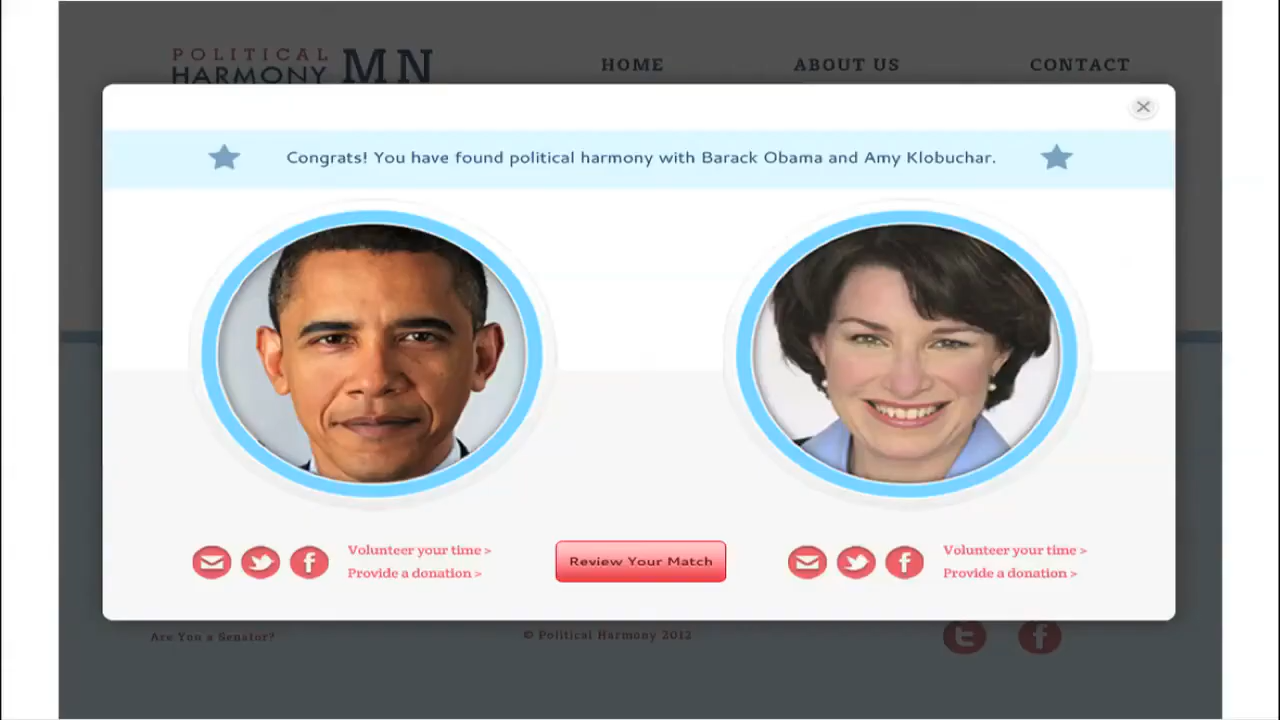 POLITICAL
HARMONY MN
HOME
ABOUT US
CONTACT
Congrats! You have found political harmony with Barack Obama and Amy Klobuchar.
Volunteer your time >
Provide a donation >
Review Your Match
Volunteer your time >
Provide a donation >
Are You a Senator?
© Political Harmony 2012